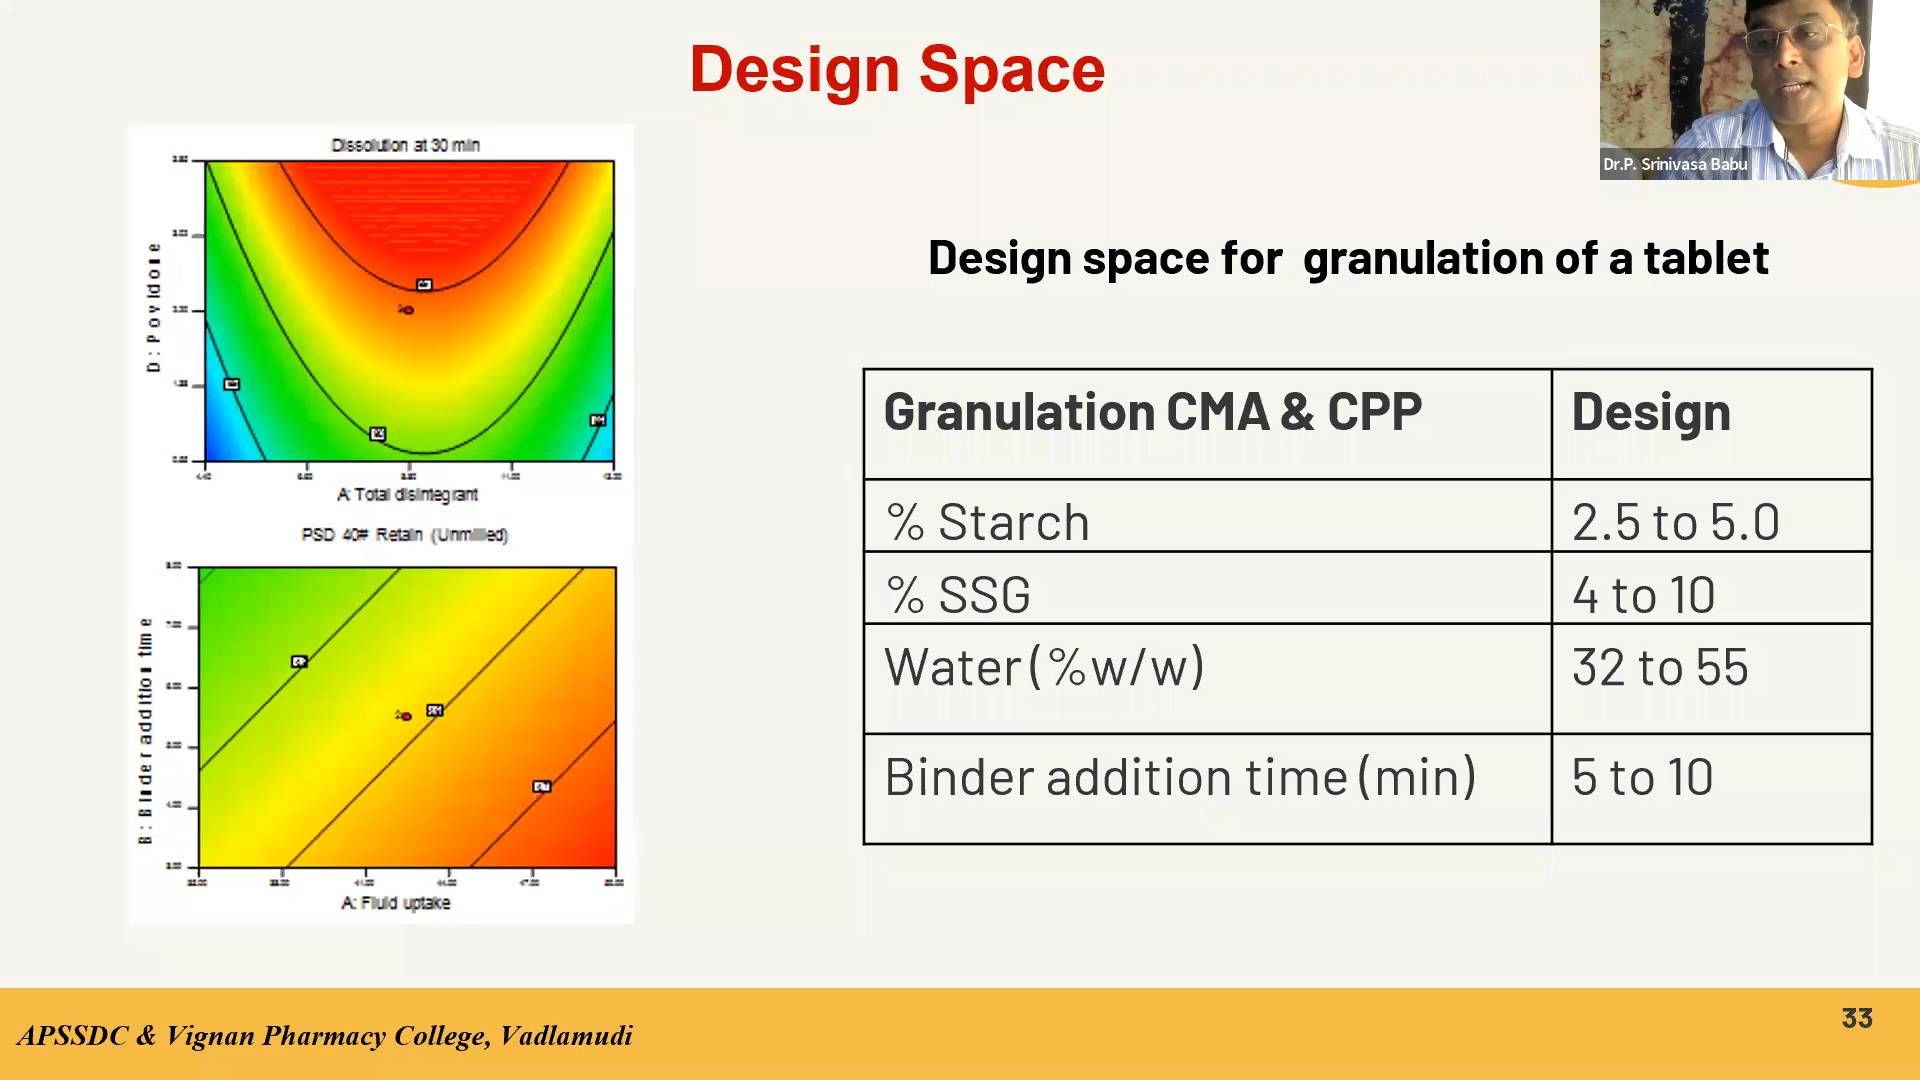 Design Space
Dr.P. Srinivasa Babu
Dissolution at 30 min
D: Povidone
A: Total disintegrant
PSD 40# Retain (Unmilled)
B: Binder addition time
A: Fluid uptake
Design space for granulation of a tablet
Granulation CMA & CPP Design
% Starch 2.5 to 5.0
% SSG 4 to 10
Water (%w/w) 32 to 55
Binder addition time (min) 5 to 10
APSSDC & Vignan Pharmacy College, Vadlamudi
33